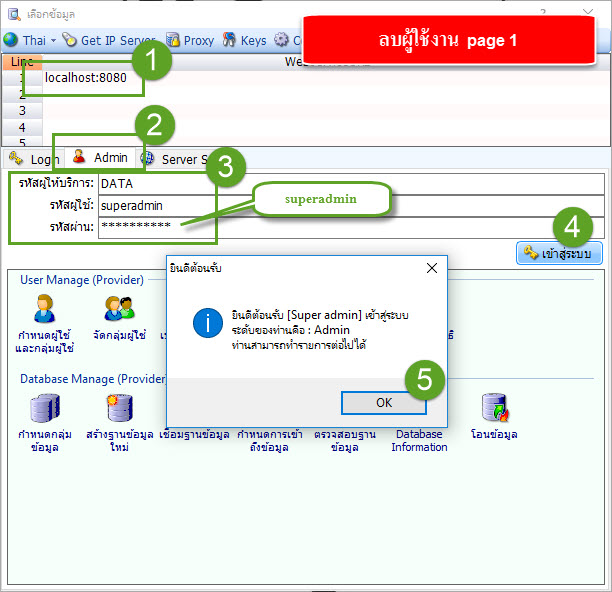 เลือกข้อมูล
?
Thai
Get IP Server
Proxy
Keys
ลบผู้ใช้งาน page 1
Line
1
localhost:8080
2
3
4
5
1
2
Login
Admin
Server
3
รหัสผู้ให้บริการ:
DATA
รหัสผู้ใช้:
superadmin
รหัสผ่าน:
**********
superadmin
4
เข้าสู่ระบบ
User Manage (Provider)
กำหนดผู้ใช้
และกลุ่มผู้ใช้
จัดกลุ่มผู้ใช้
ยินดีต้อนรับ
ยินดีต้อนรับ [Super admin] เข้าสู่ระบบ
ระดับของท่านคือ : Admin
ท่านสามารถทำรายการต่อไปได้
5
OK
Database Manage (Provider)
กำหนดกลุ่ม
ข้อมูล
สร้างฐานข้อมูล
ใหม่
เชื่อมฐานข้อมูล
กำหนดการเข้า
ถึงข้อมูล
ตรวจสอบฐาน
ข้อมูล
Database
Information
โอนข้อมูล